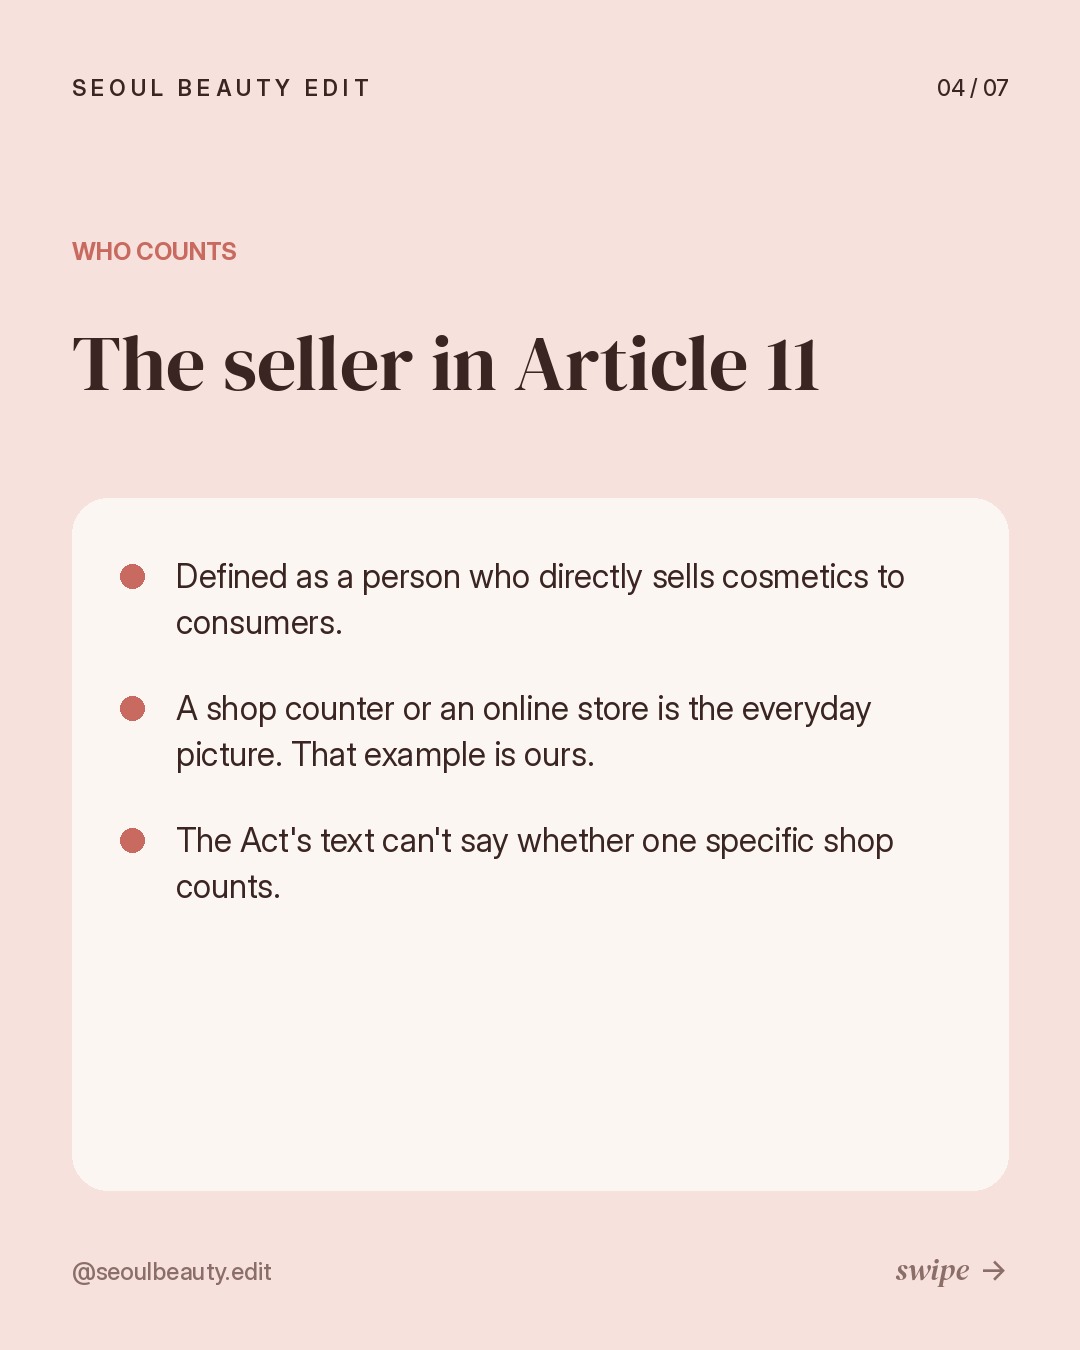 SEOUL BEAUTY EDIT
04 / 07
WHO COUNTS
The seller in Article 11
Defined as a person who directly sells cosmetics to
consumers.
A shop counter or an online store is the everyday
picture. That example is ours.
The Act's text can't say whether one specific shop
counts.
@seoulbeauty.edit
swipe →